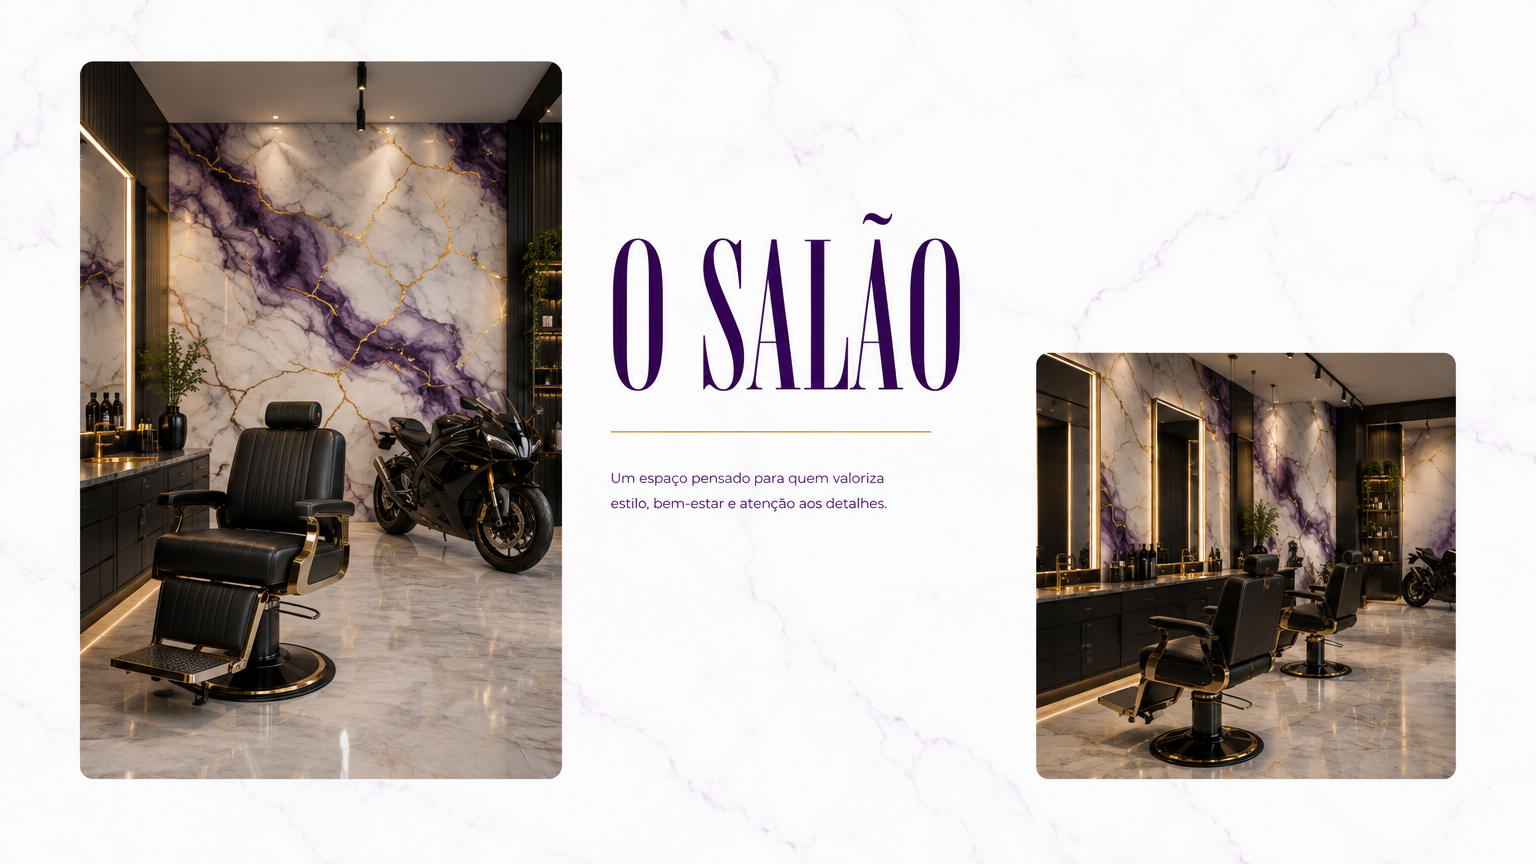 O SALÃO
Um espaço pensado para quem valoriza
estilo, bem-estar e atenção aos detalhes.